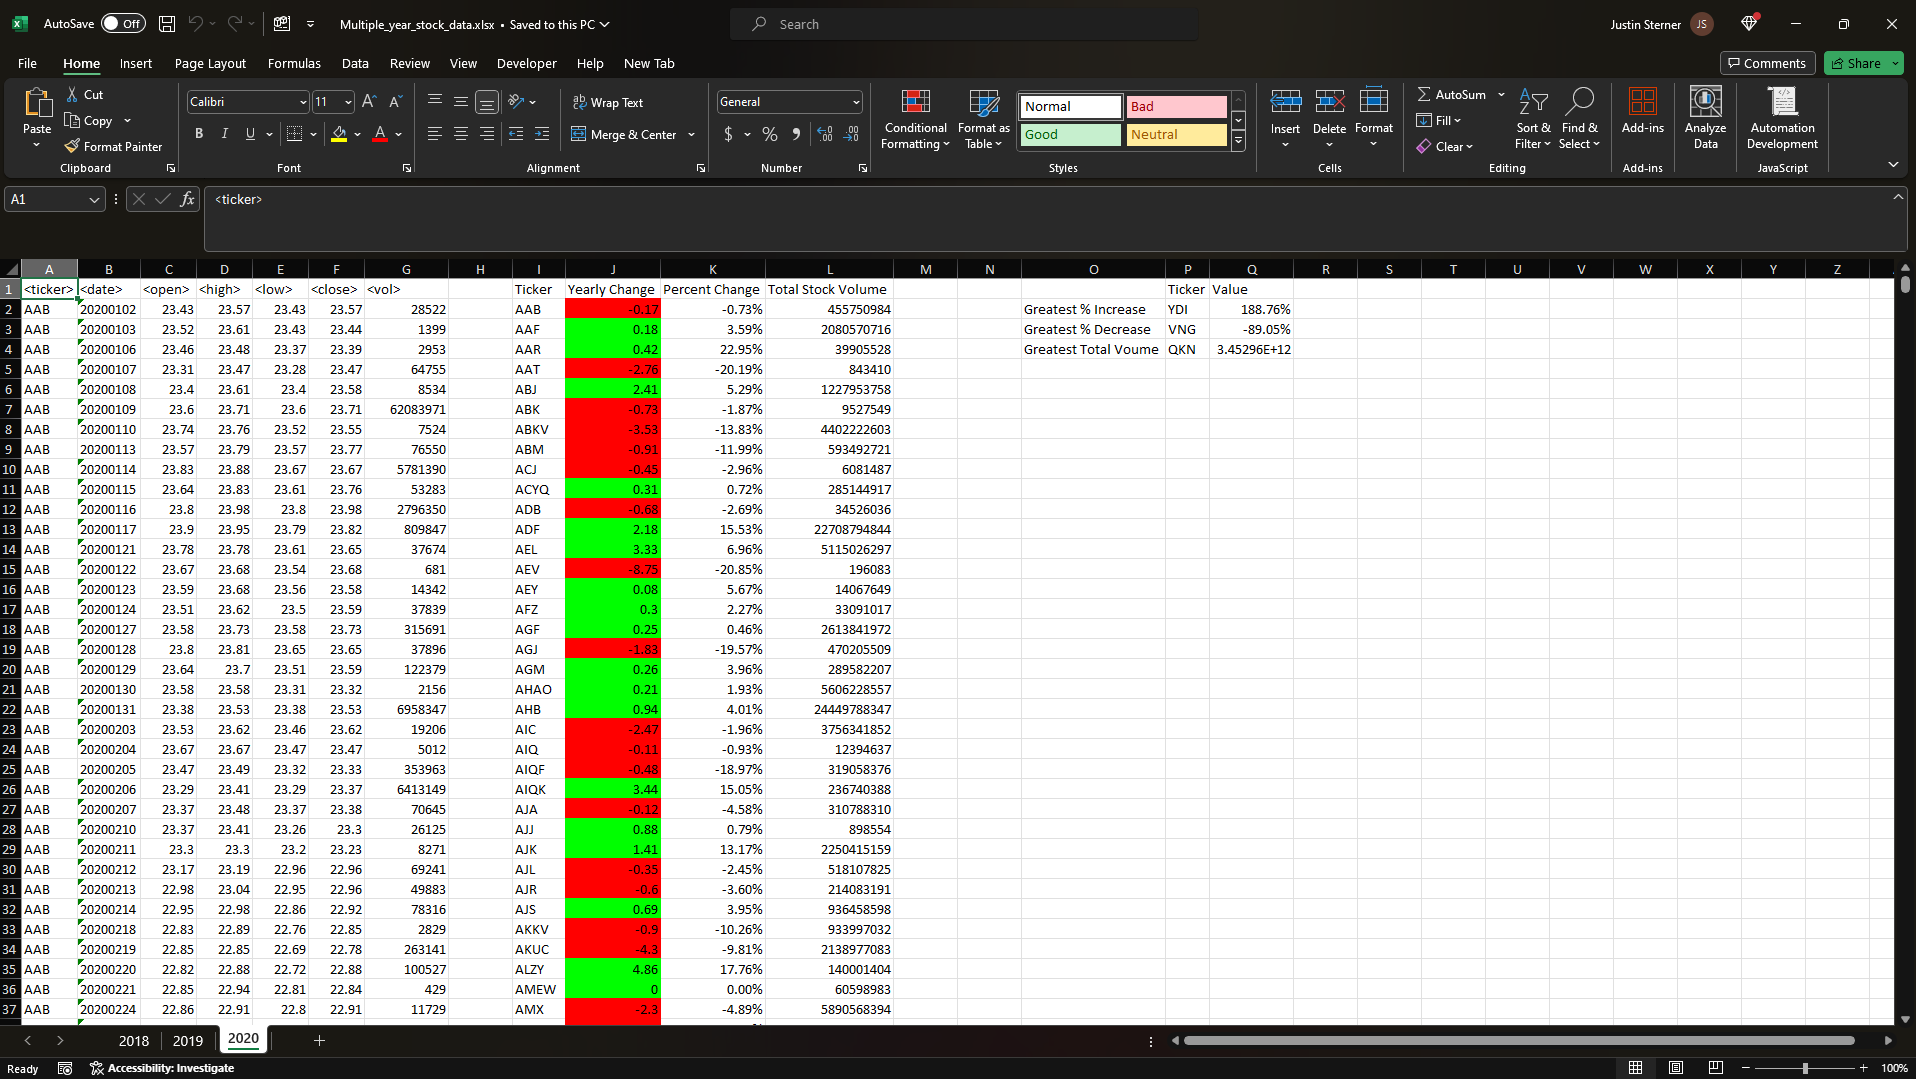 AutoSave Off Multiple_year_stock_data.xlsx • Saved to this PC Search Justin Sterner JS
File Home Insert Page Layout Formulas Data Review View Developer Help New Tab Comments Share
Paste Cut Copy Format Painter Clipboard
Calibri 11 B I U A Font
Wrap Text Merge & Center Alignment
General $ % Number
Conditional Formatting Format as Table Normal Bad Good Neutral Styles
Insert Delete Format Cells
AutoSum Fill Clear Sort & Filter Find & Select Editing
Add-ins Add-ins
Analyze Data
Automation Development JavaScript
A1 fx <ticker>
A B C D E F G H I J K L M N O P Q R S T U V W X Y Z
1 <ticker> <date> <open> <high> <low> <close> <vol> Ticker Yearly Change Percent Change Total Stock Volume Ticker Value
2 AAB 20200102 23.43 23.57 23.43 23.57 28522 AAB -0.17 -0.73% 455750984 Greatest % Increase YDI 188.76%
3 AAB 20200103 23.52 23.61 23.43 23.44 1399 AAF 0.18 3.59% 2080570716 Greatest % Decrease VNG -89.05%
4 AAB 20200106 23.46 23.48 23.37 23.39 2953 AAR 0.42 22.95% 39905528 Greatest Total Voume QKN 3.45296E+12
5 AAB 20200107 23.31 23.47 23.28 23.47 64755 AAT -2.76 -20.19% 843410
6 AAB 20200108 23.4 23.61 23.4 23.58 8534 ABJ 2.41 5.29% 1227953758
7 AAB 20200109 23.6 23.71 23.6 23.71 62083971 ABK -0.73 -1.87% 9527549
8 AAB 20200110 23.74 23.76 23.52 23.55 7524 ABKV -3.53 -13.83% 4402222603
9 AAB 20200113 23.57 23.79 23.57 23.77 76550 ABM -0.91 -11.99% 593492721
10 AAB 20200114 23.83 23.88 23.67 23.67 5781390 ACJ -0.45 -2.96% 6081487
11 AAB 20200115 23.64 23.83 23.61 23.76 53283 ACYQ 0.31 0.72% 285144917
12 AAB 20200116 23.8 23.98 23.8 23.98 2796350 ADB -0.68 -2.69% 34526036
13 AAB 20200117 23.9 23.95 23.79 23.82 809847 ADF 2.18 15.53% 22708794844
14 AAB 20200121 23.78 23.78 23.61 23.65 37674 AEL 3.33 6.96% 5115026297
15 AAB 20200122 23.67 23.68 23.54 23.68 681 AEV -8.75 -20.85% 196083
16 AAB 20200123 23.59 23.68 23.56 23.58 14342 AEY 0.08 5.67% 14067649
17 AAB 20200124 23.51 23.62 23.5 23.59 37839 AFZ 0.3 2.27% 33091017
18 AAB 20200127 23.58 23.73 23.58 23.73 315691 AGF 0.25 0.46% 2613841972
19 AAB 20200128 23.8 23.81 23.65 23.65 37896 AGJ -1.83 -19.57% 470205509
20 AAB 20200129 23.64 23.7 23.51 23.59 122379 AGM 0.26 3.96% 289582207
21 AAB 20200130 23.58 23.58 23.31 23.32 2156 AHAO 0.21 1.93% 5606228557
22 AAB 20200131 23.38 23.53 23.38 23.53 6958347 AHB 0.94 4.01% 24449788347
23 AAB 20200203 23.53 23.62 23.46 23.62 19206 AIC -2.47 -1.96% 3756341852
24 AAB 20200204 23.67 23.67 23.47 23.47 5012 AIQ -0.11 -0.93% 12394637
25 AAB 20200205 23.47 23.49 23.32 23.33 353963 AIQF -0.48 -18.97% 319058376
26 AAB 20200206 23.29 23.41 23.29 23.37 6413149 AIQK 3.44 15.05% 236740388
27 AAB 20200207 23.37 23.48 23.37 23.38 70645 AJA -0.12 -4.58% 310788310
28 AAB 20200210 23.37 23.41 23.26 23.3 26125 AJJ 0.88 0.79% 898554
29 AAB 20200211 23.3 23.3 23.2 23.23 8271 AJK 1.41 13.17% 2250415159
30 AAB 20200212 23.17 23.19 22.96 22.96 69241 AJL -0.35 -2.45% 518107825
31 AAB 20200213 22.98 23.04 22.95 22.96 49883 AJR -0.6 -3.60% 214083191
32 AAB 20200214 22.95 22.98 22.86 22.92 78316 AJS 0.69 3.95% 936458598
33 AAB 20200218 22.83 22.89 22.76 22.85 2829 AKKV -0.9 -10.26% 933997032
34 AAB 20200219 22.85 22.85 22.69 22.78 263141 AKUC -4.3 -9.81% 2138977083
35 AAB 20200220 22.82 22.88 22.72 22.88 100527 ALZY 4.86 17.76% 140001404
36 AAB 20200221 22.85 22.94 22.81 22.84 429 AMEW 0 0.00% 60598983
37 AAB 20200224 22.86 22.91 22.8 22.91 11729 AMX -2.3 -4.89% 5890568394
2018 2019 2020
Ready Accessibility: Investigate 100%